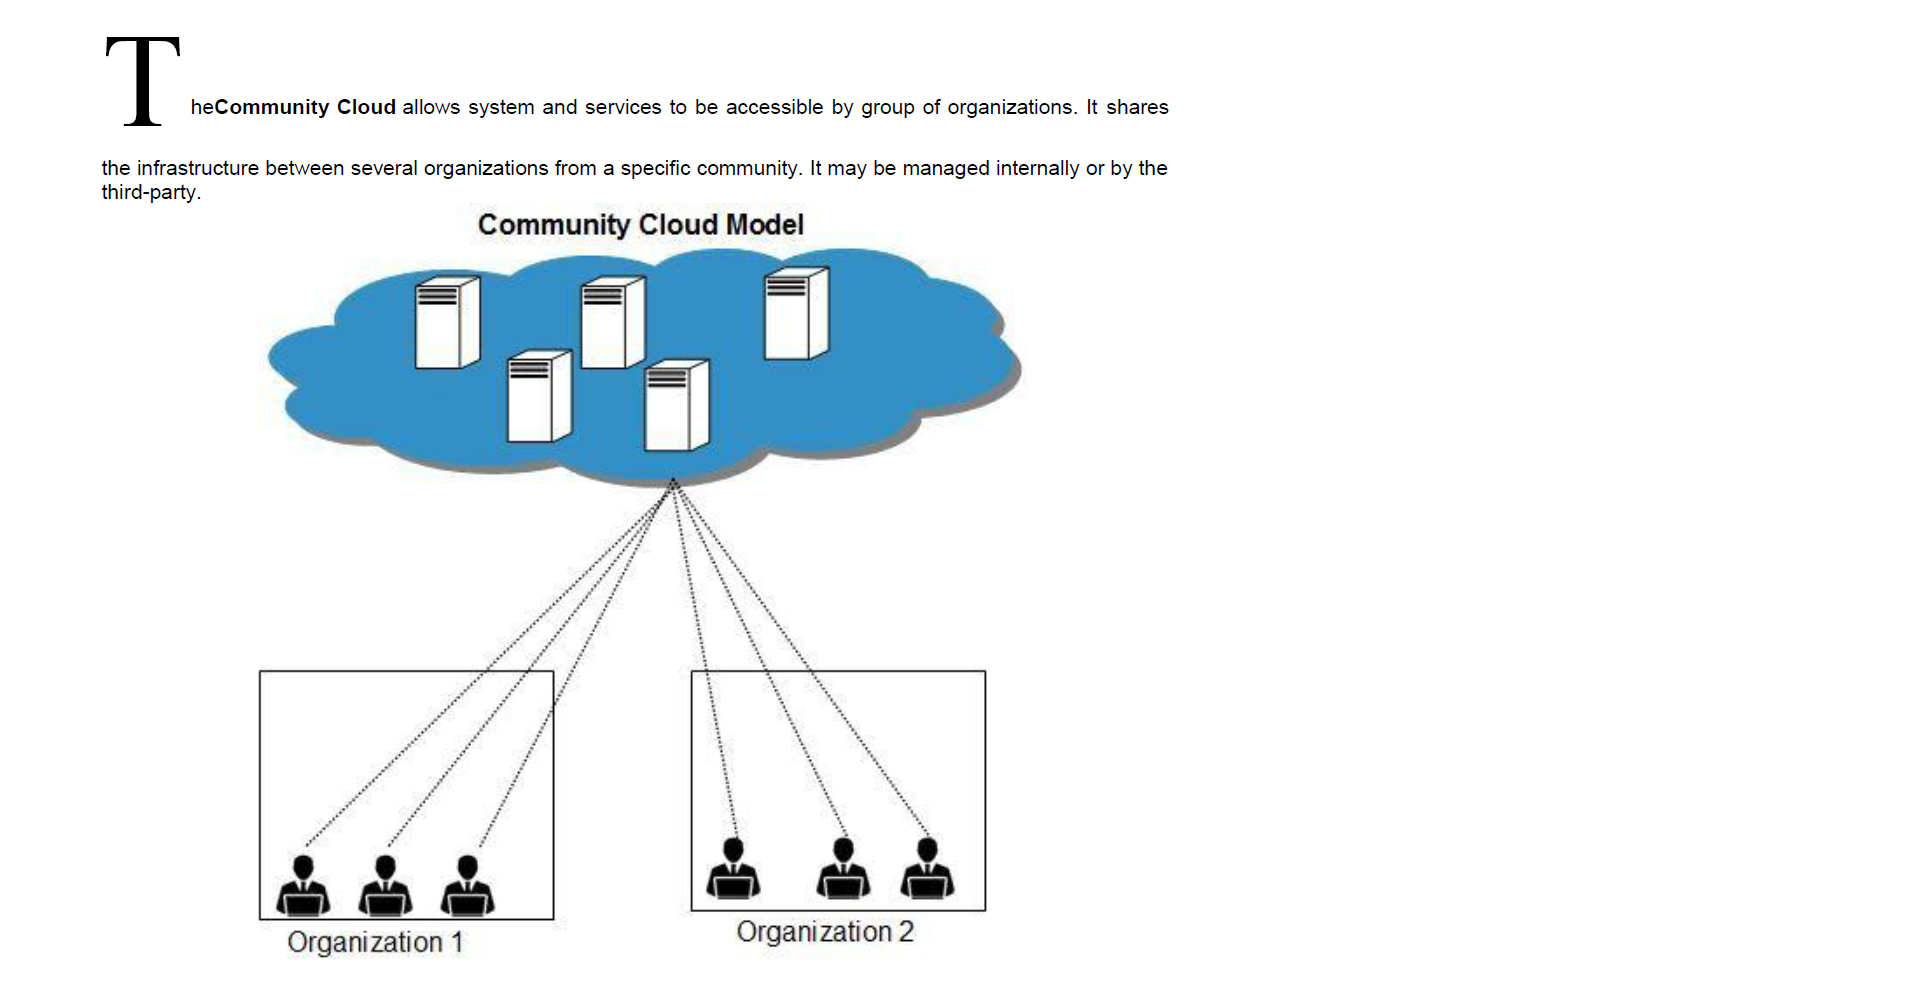 TheCommunity Cloud allows system and services to be accessible by group of organizations. It shares
the infrastructure between several organizations from a specific community. It may be managed internally or by the
third-party.
Community Cloud Model
Organization 1
Organization 2